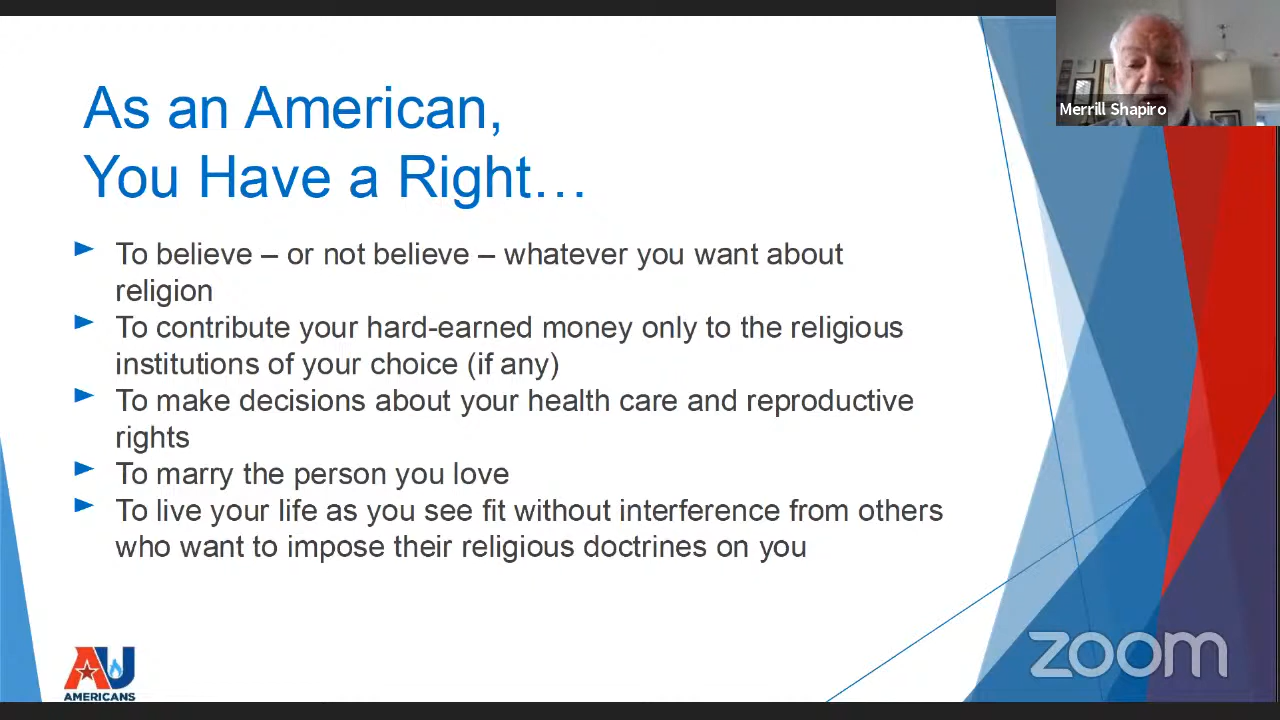 Merrill Shapiro
As an American,
You Have a Right…
To believe – or not believe – whatever you want about
religion
To contribute your hard-earned money only to the religious
institutions of your choice (if any)
To make decisions about your health care and reproductive
rights
To marry the person you love
To live your life as you see fit without interference from others
who want to impose their religious doctrines on you
AU
AMERICANS
zoom